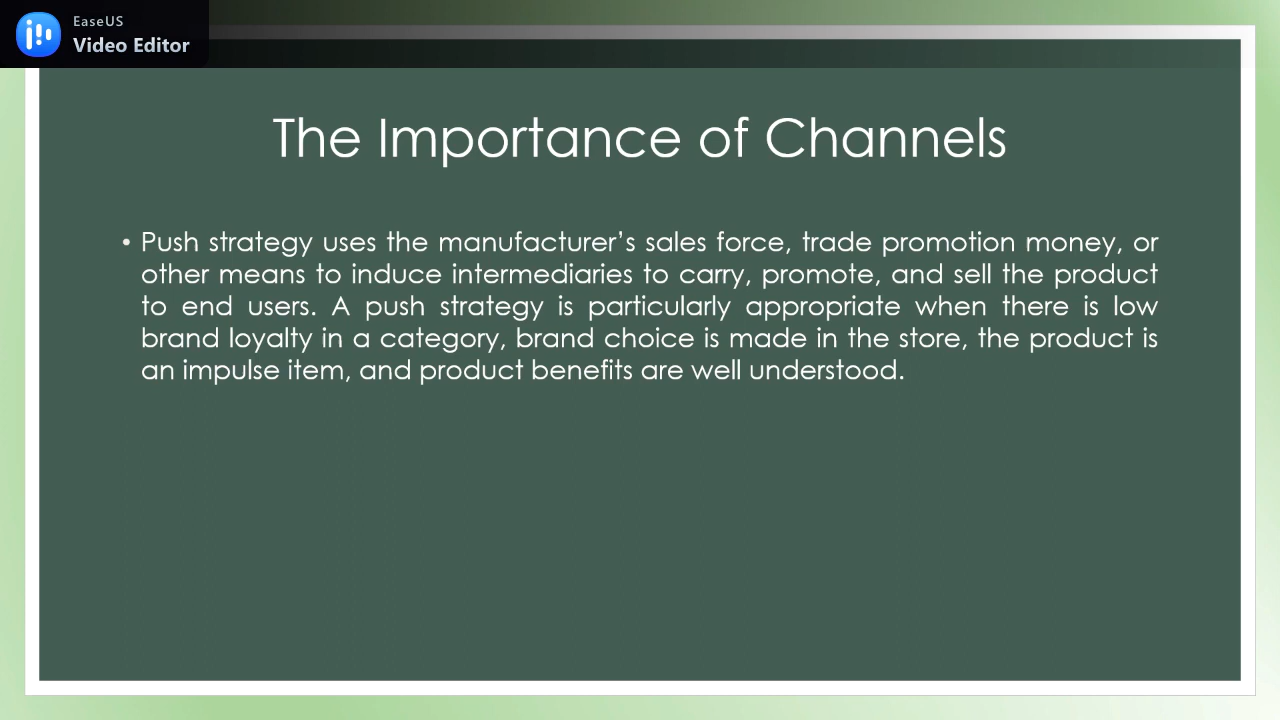 EaseUS
Video Editor
The Importance of Channels
• Push strategy uses the manufacturer’s sales force, trade promotion money, or
other means to induce intermediaries to carry, promote, and sell the product
to end users. A push strategy is particularly appropriate when there is low
brand loyalty in a category, brand choice is made in the store, the product is
an impulse item, and product benefits are well understood.